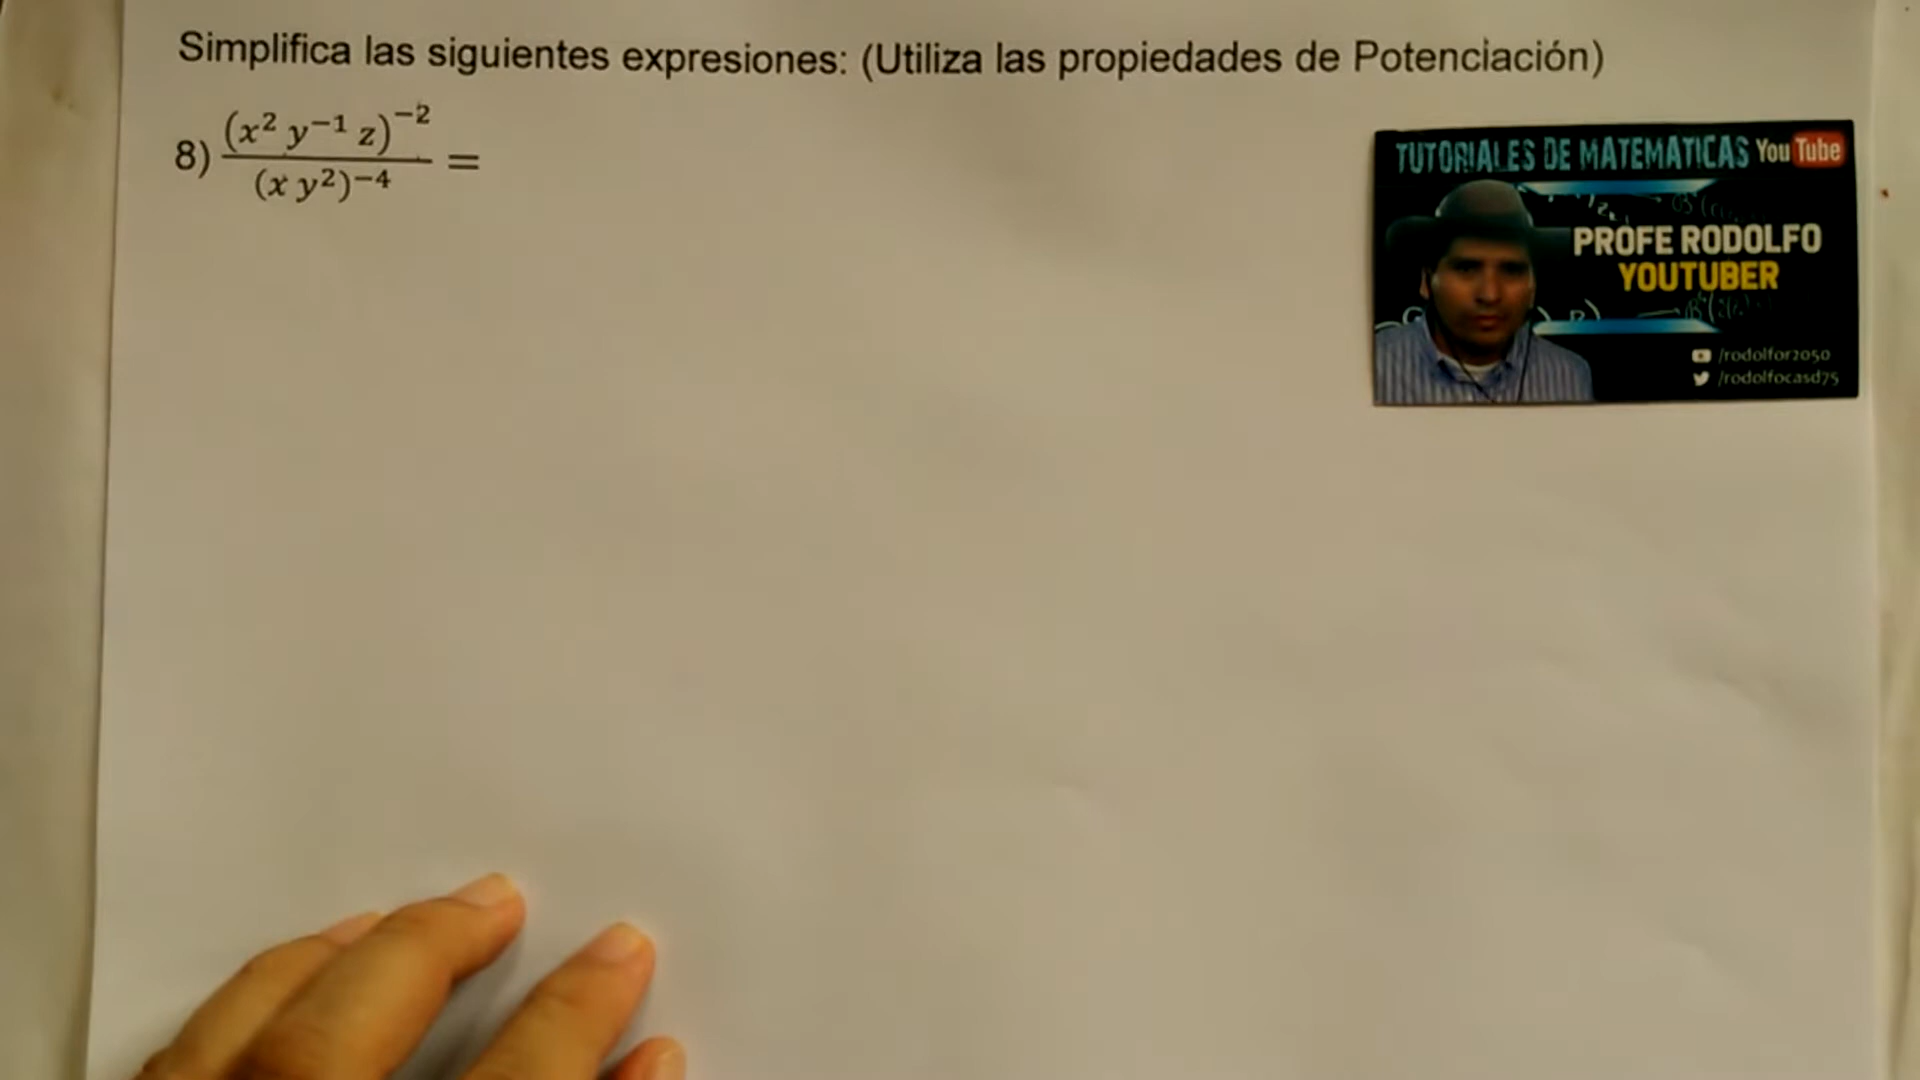 Simplifica las siguientes expresiones: (Utiliza las propiedades de Potenciación)
8) (x² y⁻¹ z)⁻² / (x y²)⁻⁴ =
TUTORIALES DE MATEMATICAS YouTube
PROFE RODOLFO
YOUTUBER
/rodolfor2050
/rodolfocasd75